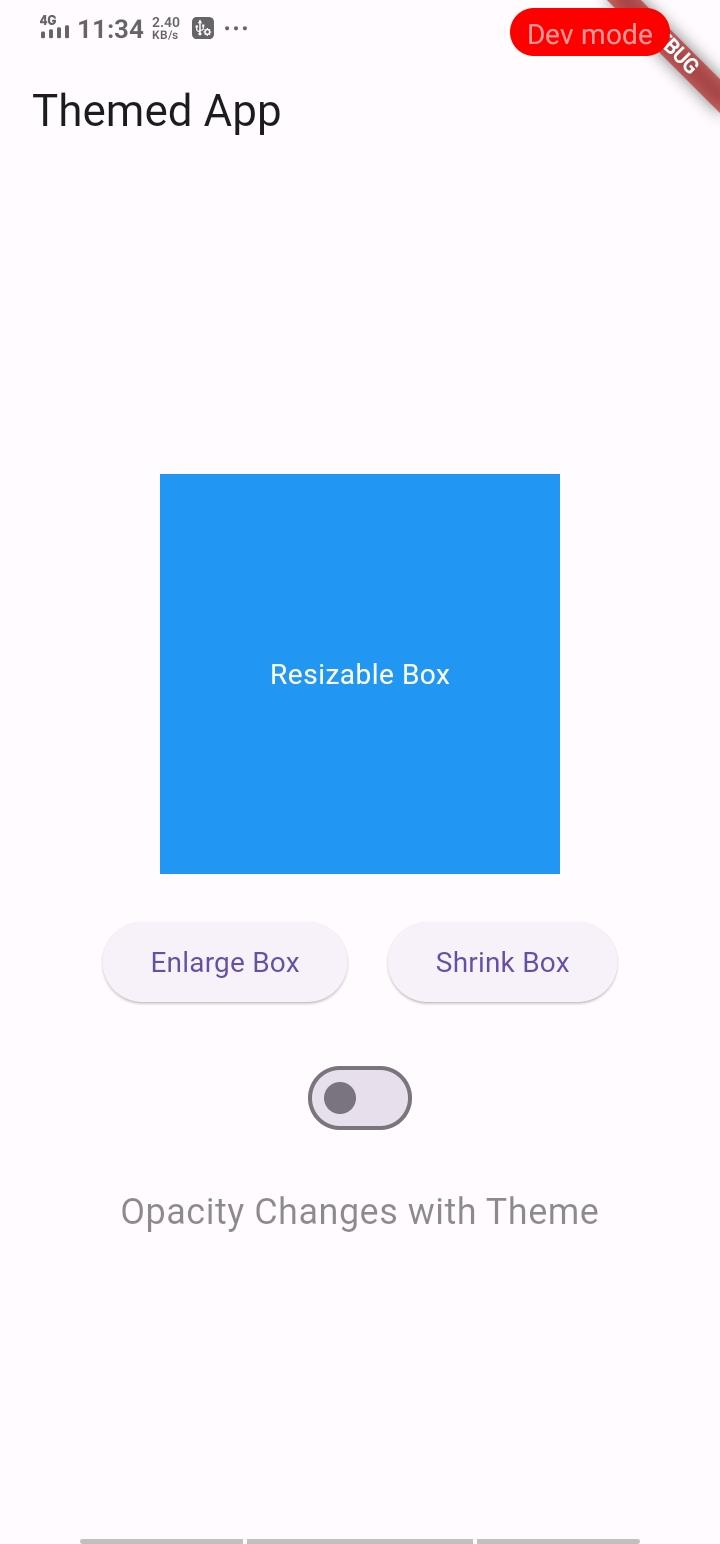 4G 11:34 2.40 KB/s ...
Dev mode
BUG
Themed App
Resizable Box
Enlarge Box
Shrink Box
Opacity Changes with Theme